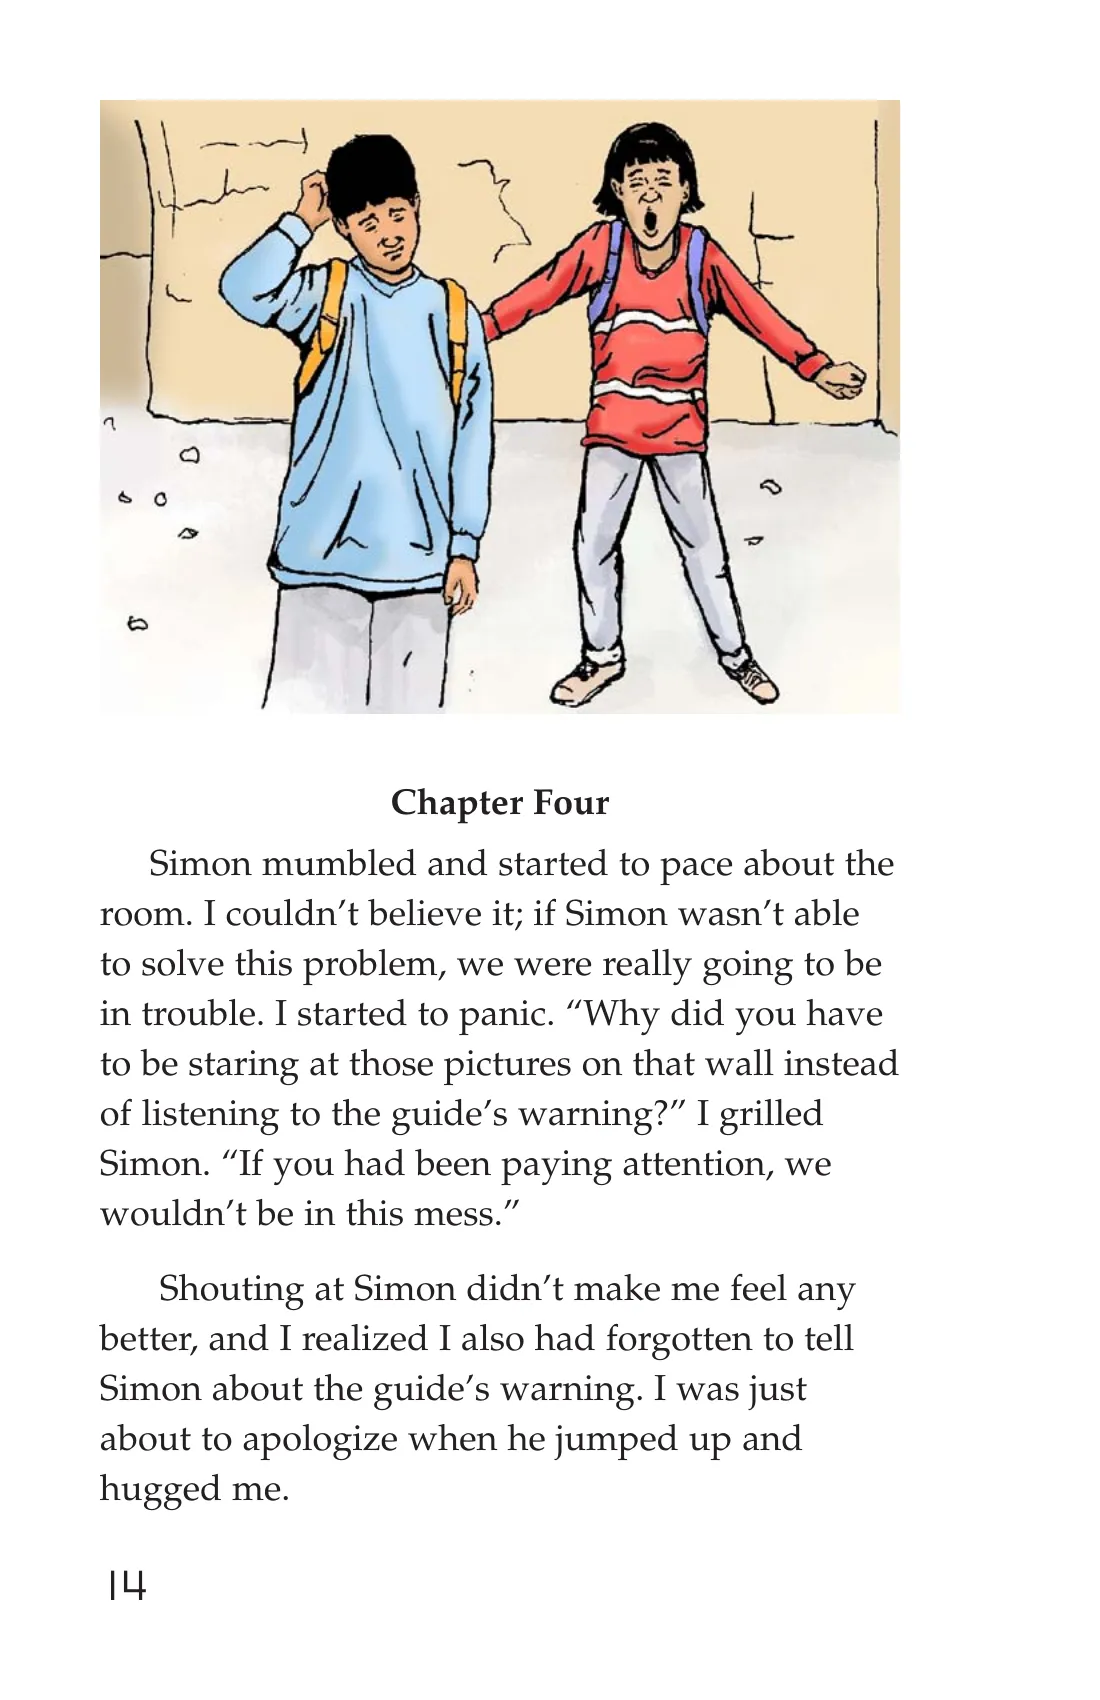 Chapter Four
Simon mumbled and started to pace about the
room. I couldn’t believe it; if Simon wasn’t able
to solve this problem, we were really going to be
in trouble. I started to panic. “Why did you have
to be staring at those pictures on that wall instead
of listening to the guide’s warning?” I grilled
Simon. “If you had been paying attention, we
wouldn’t be in this mess.”
Shouting at Simon didn’t make me feel any
better, and I realized I also had forgotten to tell
Simon about the guide’s warning. I was just
about to apologize when he jumped up and
hugged me.
14